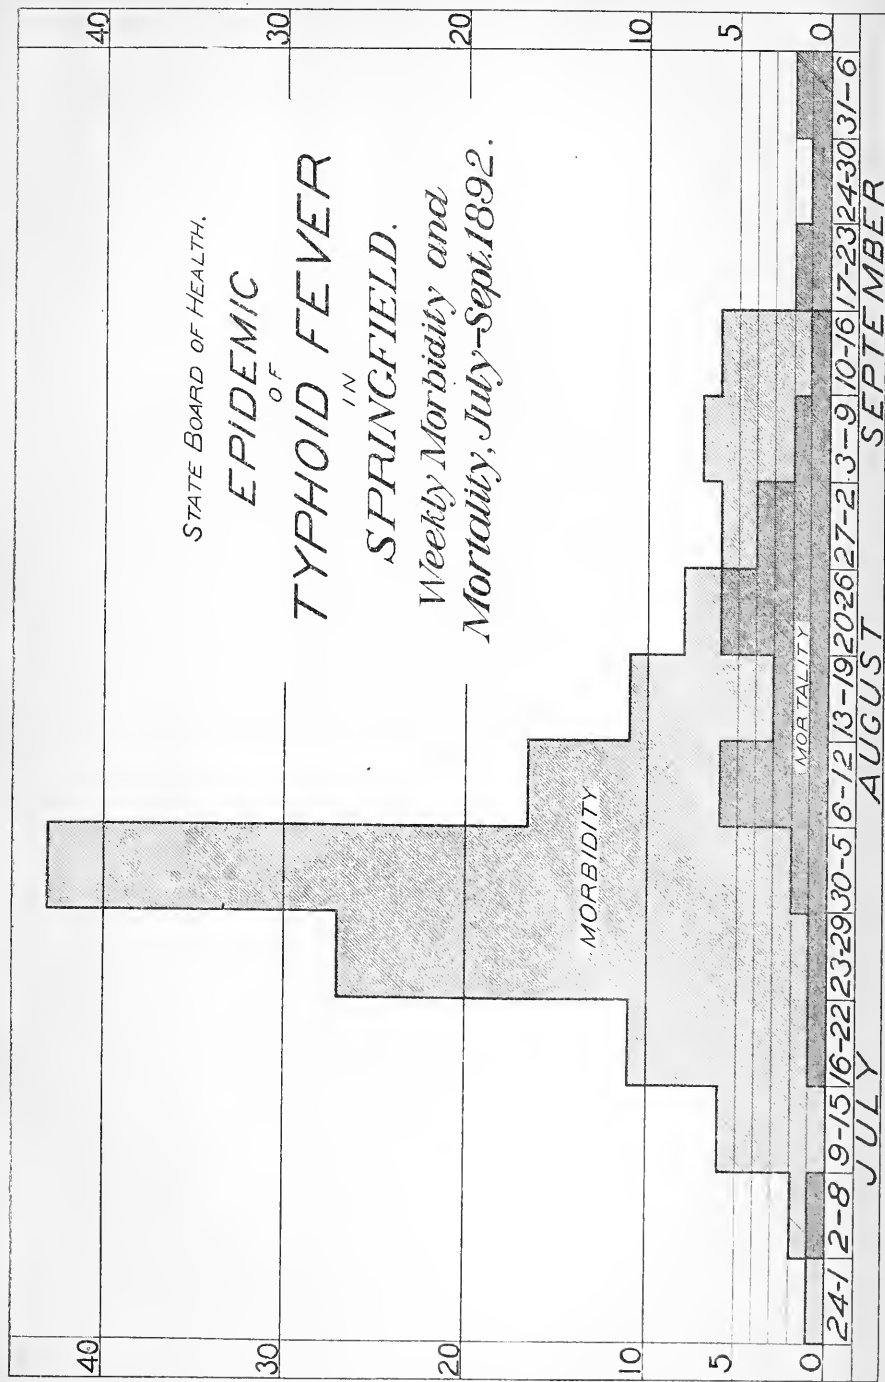 STATE BOARD OF HEALTH.
EPIDEMIC
OF
TYPHOID FEVER
IN
SPRINGFIELD.
Weekly Morbidity and
Mortality, July-Sept.1892.
40
40
30
30
20
20
10
10
5
5
0
0
MORBIDITY
MORTALITY
24-1 2-8 9-15 16-22 23-29 30-5 6-12 13-19 20-26 27-2 3-9 10-16 17-23 24-30 31-6
JULY AUGUST SEPTEMBER